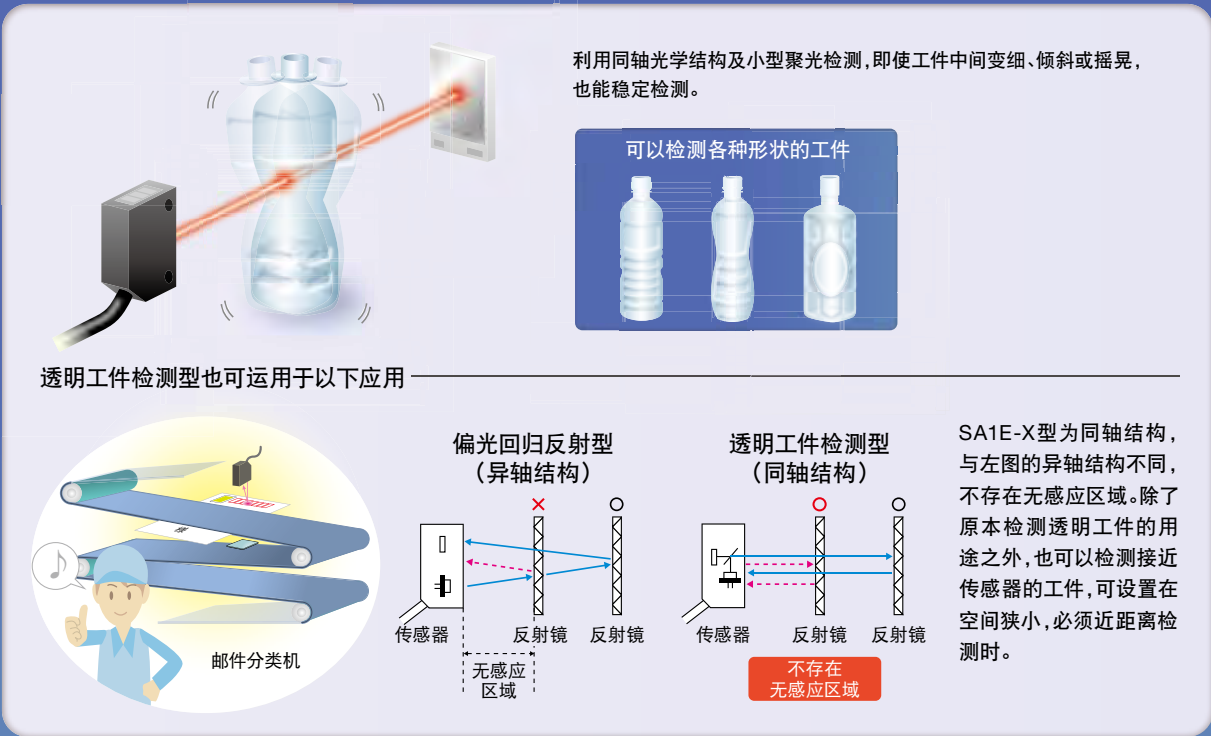 利用同轴光学结构及小型聚光检测,即使工件中间变细、倾斜或摇晃,
也能稳定检测。
可以检测各种形状的工件
透明工件检测型也可运用于以下应用
邮件分类机
偏光回归反射型
（异轴结构）
传感器
反射镜
反射镜
无感应
区域
透明工件检测型
（同轴结构）
传感器
反射镜
反射镜
不存在
无感应区域
SA1E-X型为同轴结构,
与左图的异轴结构不同,
不存在无感应区域。除了
原本检测透明工件的用
途之外,也可以检测接近
传感器的工件,可设置在
空间狭小,必须近距离检
测时。